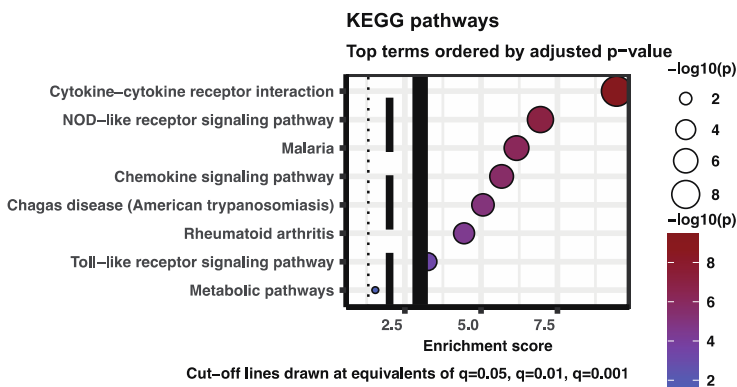 KEGG pathways
Top terms ordered by adjusted p−value
Cytokine−cytokine receptor interaction
NOD−like receptor signaling pathway
Malaria
Chemokine signaling pathway
Chagas disease (American trypanosomiasis)
Rheumatoid arthritis
Toll−like receptor signaling pathway
Metabolic pathways
2.5 5.0 7.5
Enrichment score
Cut−off lines drawn at equivalents of q=0.05, q=0.01, q=0.001
−log10(p)
2
4
6
8
−log10(p)
8
6
4
2